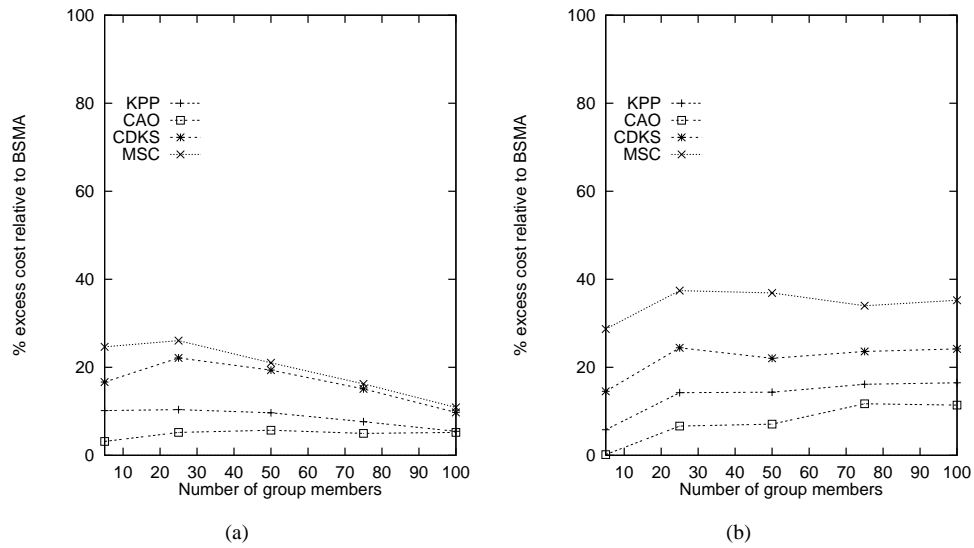 100
80
60
40
20
0
% excess cost relative to BSMA
KPP
CAO
CDKS
MSC
10 20 30 40 50 60 70 80 90 100
Number of group members
(a)
100
80
60
40
20
0
% excess cost relative to BSMA
KPP
CAO
CDKS
MSC
10 20 30 40 50 60 70 80 90 100
Number of group members
(b)